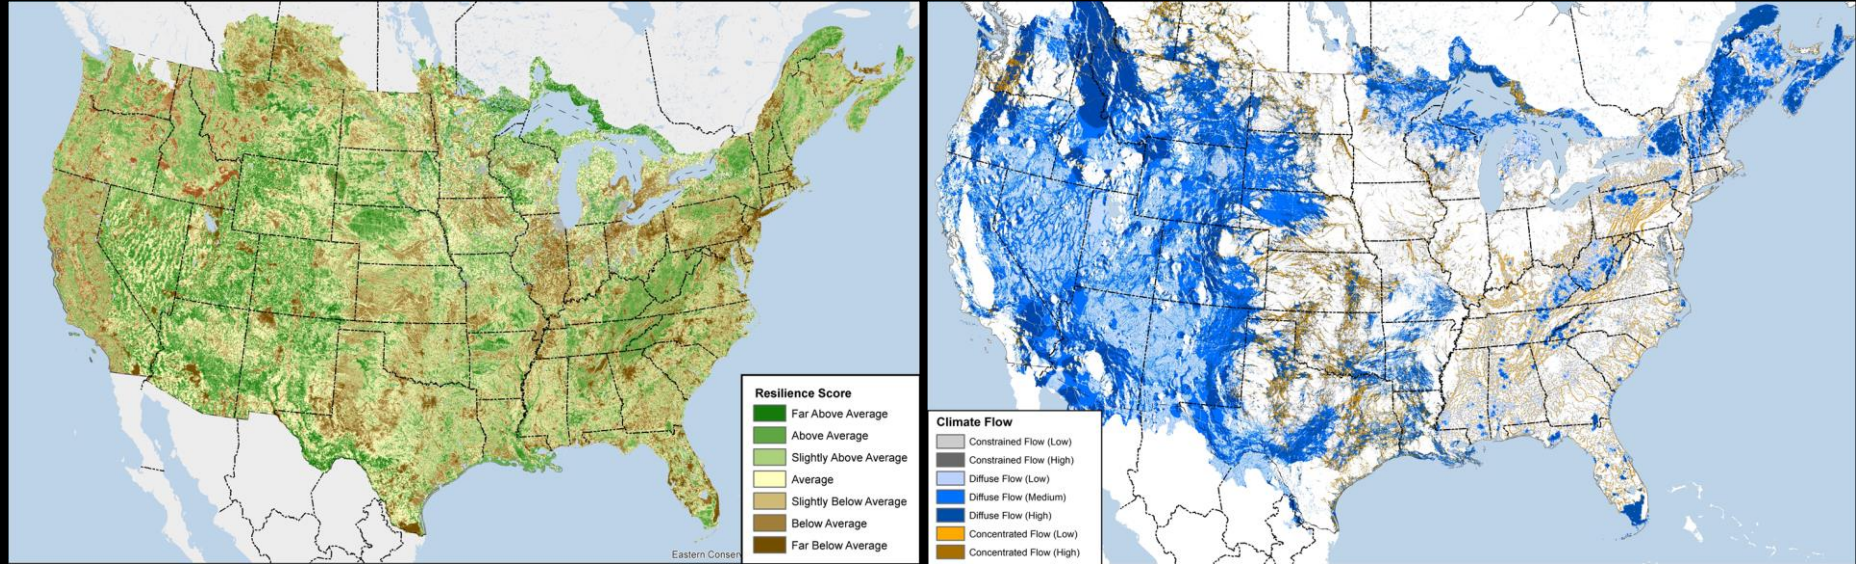 Resilience Score
Far Above Average
Above Average
Slightly Above Average
Average
Slightly Below Average
Below Average
Far Below Average
Eastern Conser
Climate Flow
Constrained Flow (Low)
Constrained Flow (High)
Diffuse Flow (Low)
Diffuse Flow (Medium)
Diffuse Flow (High)
Concentrated Flow (Low)
Concentrated Flow (High)